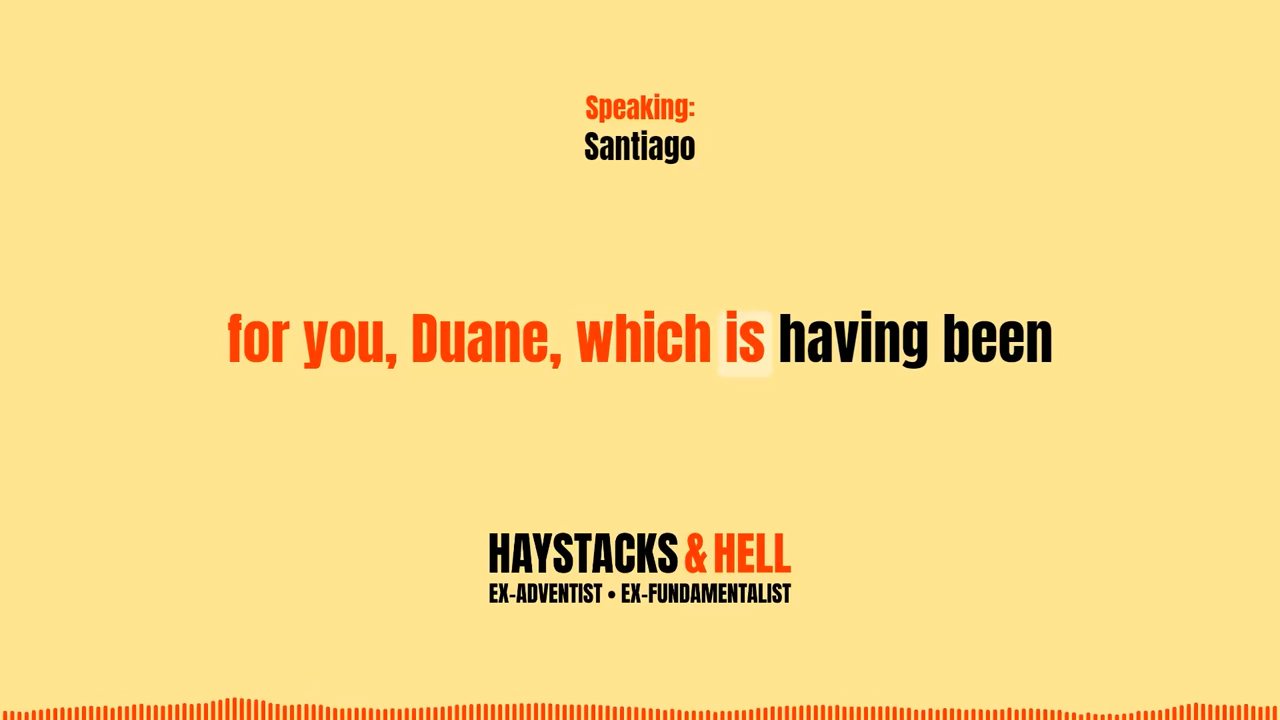 Speaking:
Santiago
for you, Duane, which is having been
HAYSTACKS & HELL
EX-ADVENTIST • EX-FUNDAMENTALIST